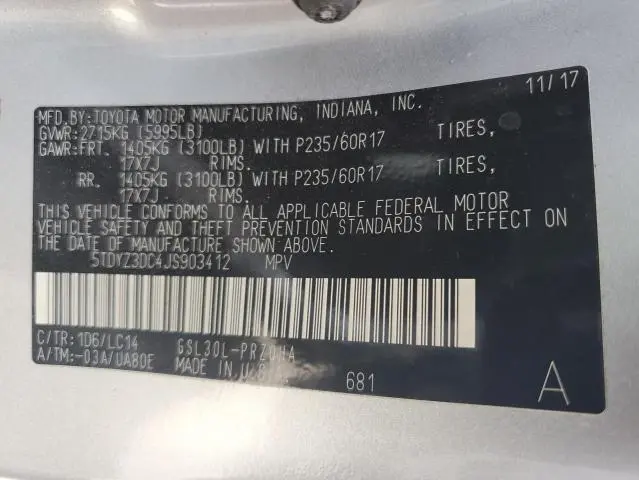 MFD.BY:TOYOTA MOTOR MANUFACTURING, INDIANA, INC. 11/17
GVWR:2715KG (5995LB)
GAWR:FRT. 1405KG (3100LB) WITH P235/60R17 TIRES,
17X7J RIMS.
RR. 1405KG (3100LB) WITH P235/60R17 TIRES,
17X7J RIMS.
THIS VEHICLE CONFORMS TO ALL APPLICABLE FEDERAL MOTOR
VEHICLE SAFETY AND THEFT PREVENTION STANDARDS IN EFFECT ON
THE DATE OF MANUFACTURE SHOWN ABOVE.
5TDYZ3DC4JS903412 MPV
C/TR:1D6/LC14 GSL30L-PRZOHA
A/TM:-03A/UA80E MADE IN U.S.A.
681 A